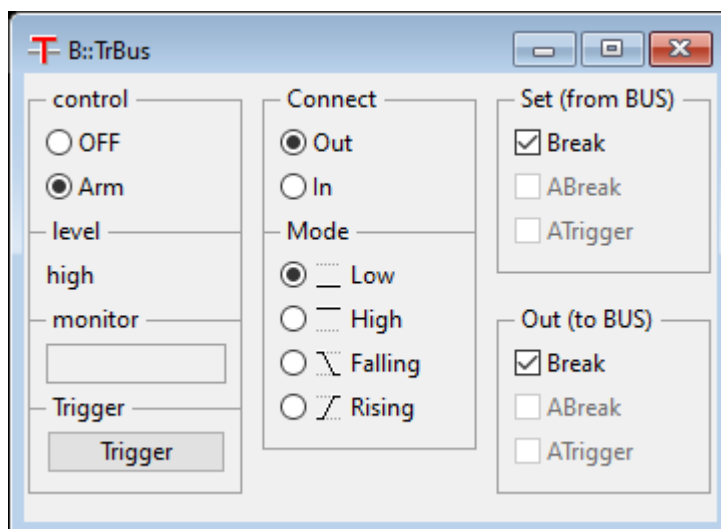 B::TrBus
control
OFF
Arm
level
high
monitor
Trigger
Trigger
Connect
Out
In
Mode
Low
High
Falling
Rising
Set (from BUS)
Break
ABreak
ATrigger
Out (to BUS)
Break
ABreak
ATrigger